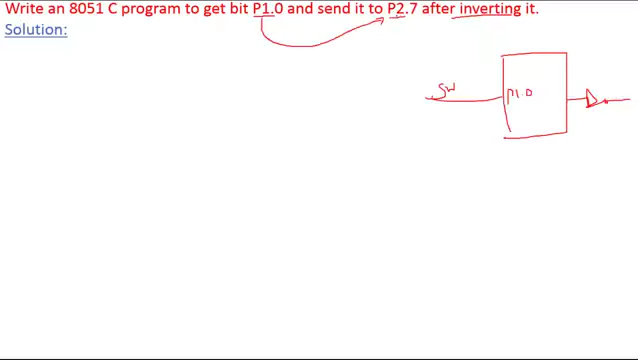 Write an 8051 C program to get bit P1.0 and send it to P2.7 after inverting it.
Solution:
SW
P1.0